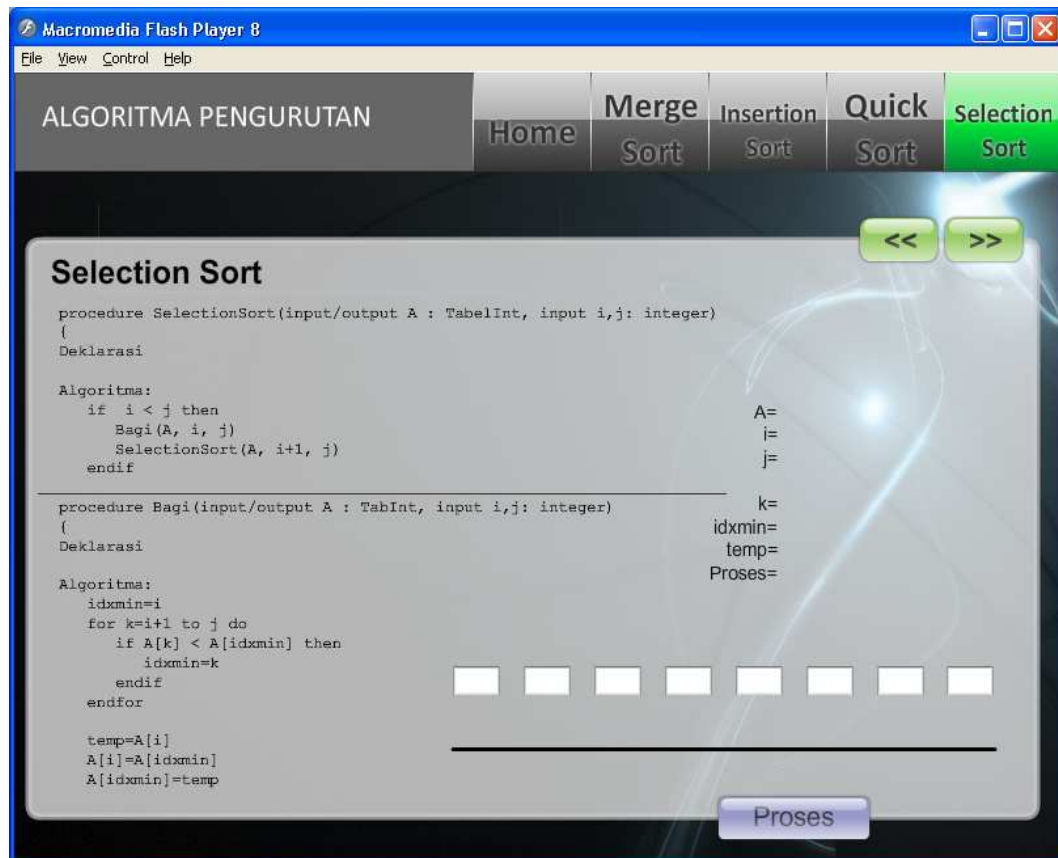 Macromedia Flash Player 8
File View Control Help
ALGORITMA PENGURUTAN
Home
Merge Sort
Insertion Sort
Quick Sort
Selection Sort
<< >>
Selection Sort
procedure SelectionSort(input/output A : TabelInt, input i,j: integer)
{
Deklarasi
Algoritma:
if i < j then
Bagi(A, i, j)
SelectionSort(A, i+1, j)
endif
procedure Bagi(input/output A : TabInt, input i,j: integer)
{
Deklarasi
Algoritma:
idxmin=i
for k=i+1 to j do
if A[k] < A[idxmin] then
idxmin=k
endif
endfor
temp=A[i]
A[i]=A[idxmin]
A[idxmin]=temp
A=
i=
j=
k=
idxmin=
temp=
Proses=
Proses